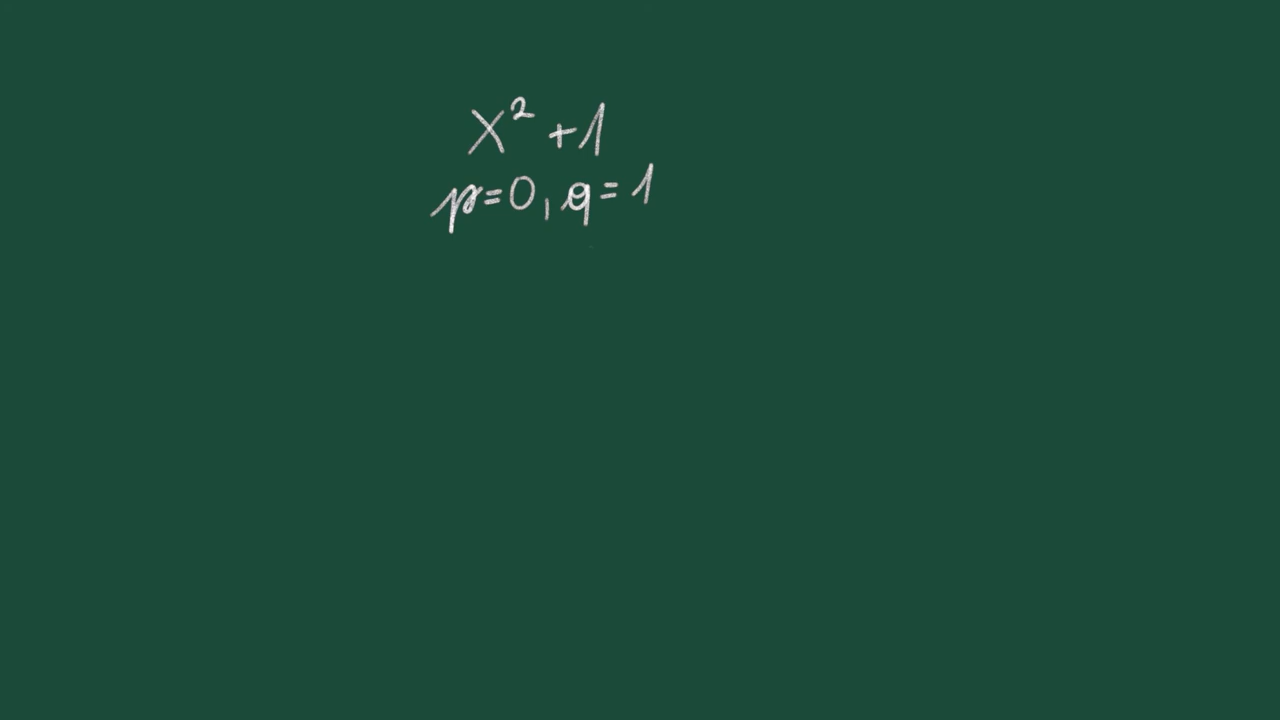 x² + 1
p = 0, q = 1